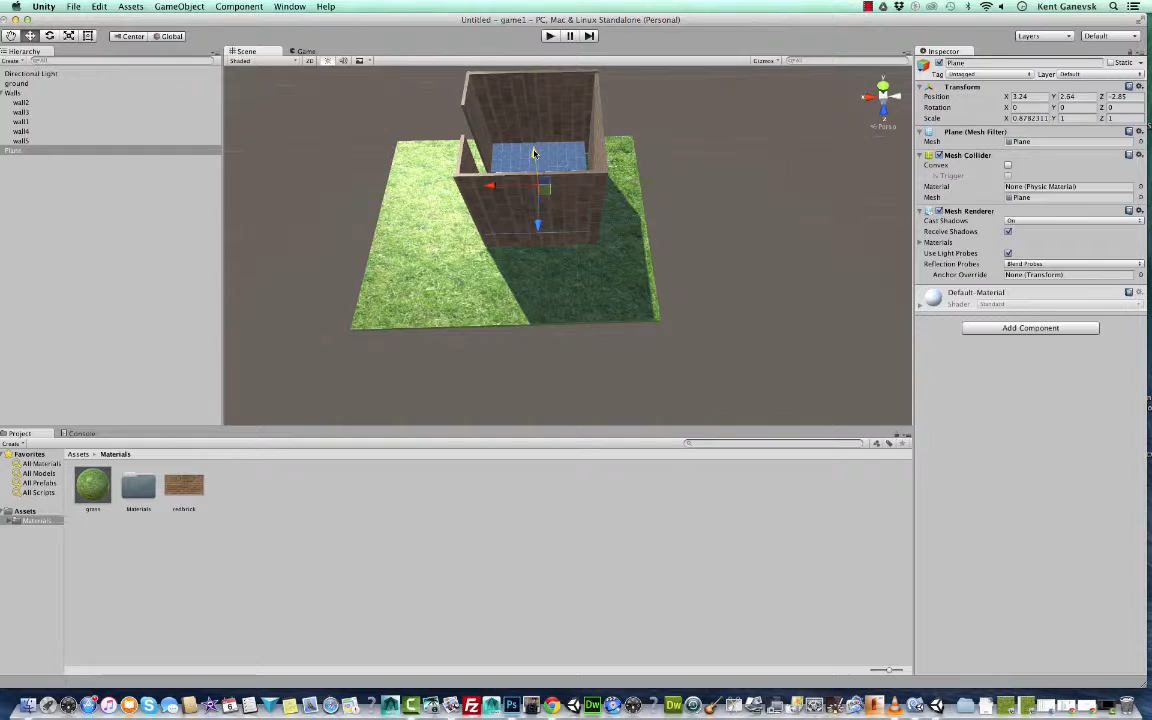 Unity File Edit Assets GameObject Component Window Help Kent Ganevsk
Untitled - game1 - PC, Mac & Linux Standalone (Personal)
Center Global Layers Default
Hierarchy
Create All
Directional Light
ground
Walls
wall2
wall3
wall1
wall4
wall5
Plane
Scene Game
Shaded 2D Gizmos All
y
x
z
Persp
Inspector
Plane Static
Tag Untagged Layer Default
Transform
Position X 3.24 Y 2.64 Z -2.85
Rotation X 0 Y 0 Z 0
Scale X 0.8782311 Y 1 Z 1
Plane (Mesh Filter)
Mesh Plane
Mesh Collider
Convex
Is Trigger
Material None (Physic Material)
Mesh Plane
Mesh Renderer
Cast Shadows On
Receive Shadows
Materials
Use Light Probes
Reflection Probes Blend Probes
Anchor Override None (Transform)
Default-Material
Shader Standard
Add Component
Project Console
Create
Favorites
All Materials
All Models
All Prefabs
All Scripts
Assets
Materials
Assets Materials
grass Materials redbrick